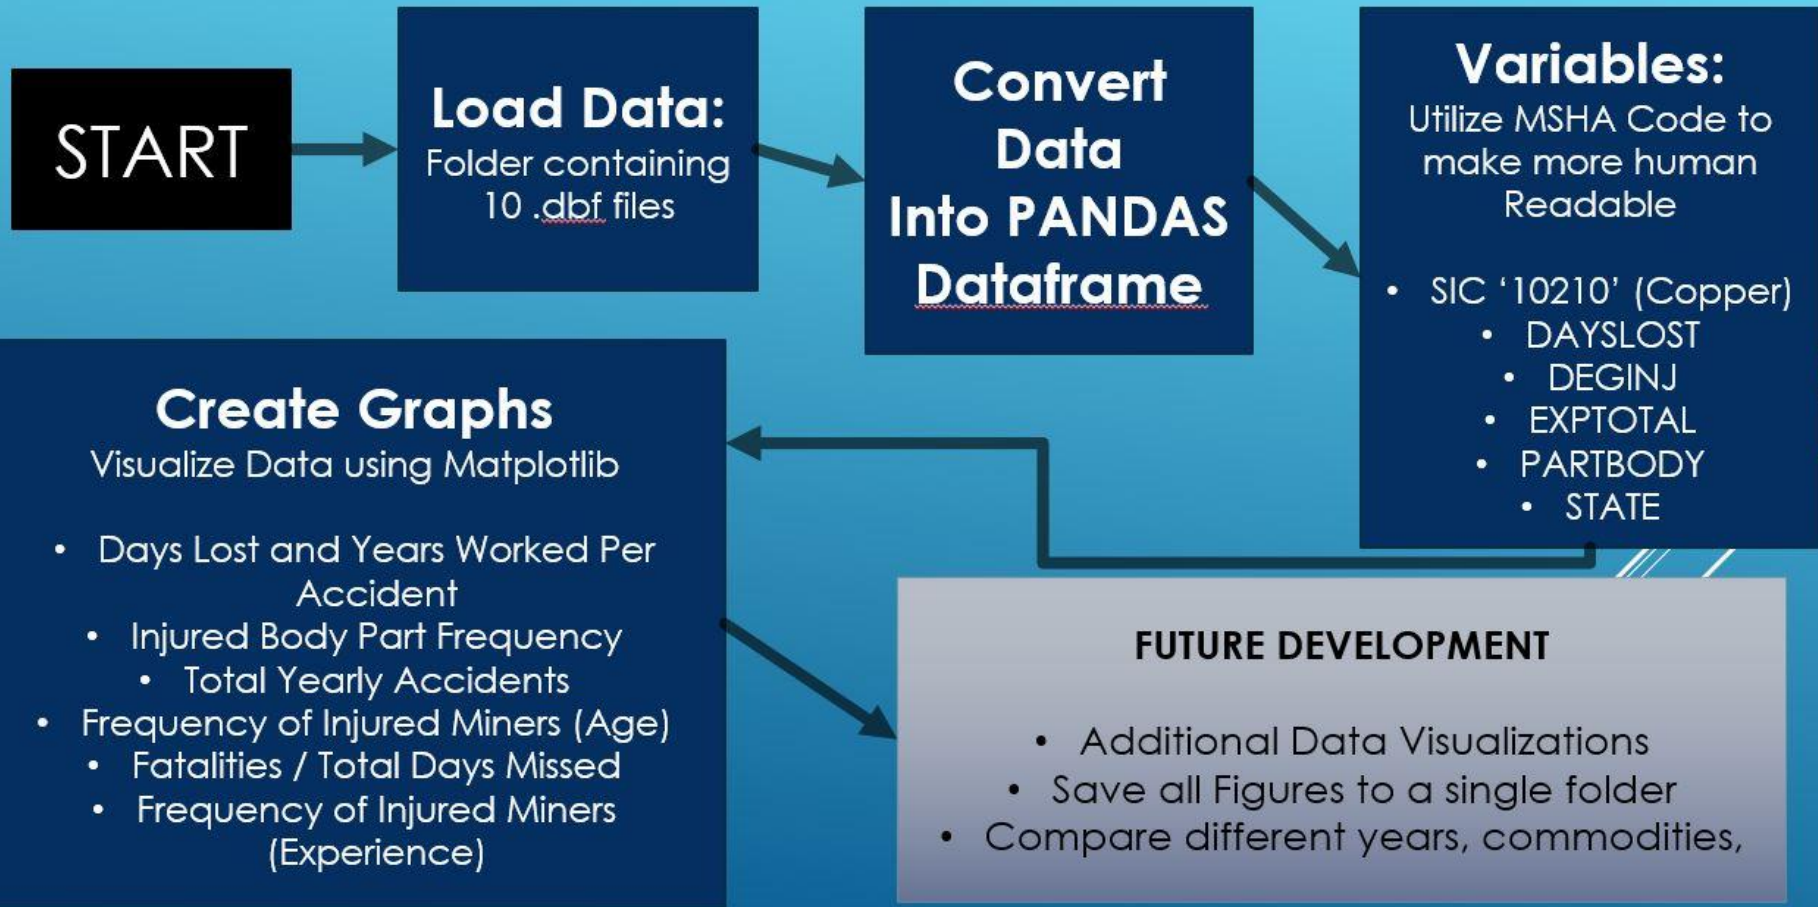 START
Load Data:
Folder containing
10 .dbf files
Convert
Data
Into PANDAS
Dataframe
Variables:
Utilize MSHA Code to
make more human
Readable
• SIC ‘10210’ (Copper)
• DAYSLOST
• DEGINJ
• EXPTOTAL
• PARTBODY
• STATE
Create Graphs
Visualize Data using Matplotlib
• Days Lost and Years Worked Per
Accident
• Injured Body Part Frequency
• Total Yearly Accidents
• Frequency of Injured Miners (Age)
• Fatalities / Total Days Missed
• Frequency of Injured Miners
(Experience)
FUTURE DEVELOPMENT
• Additional Data Visualizations
• Save all Figures to a single folder
• Compare different years, commodities,